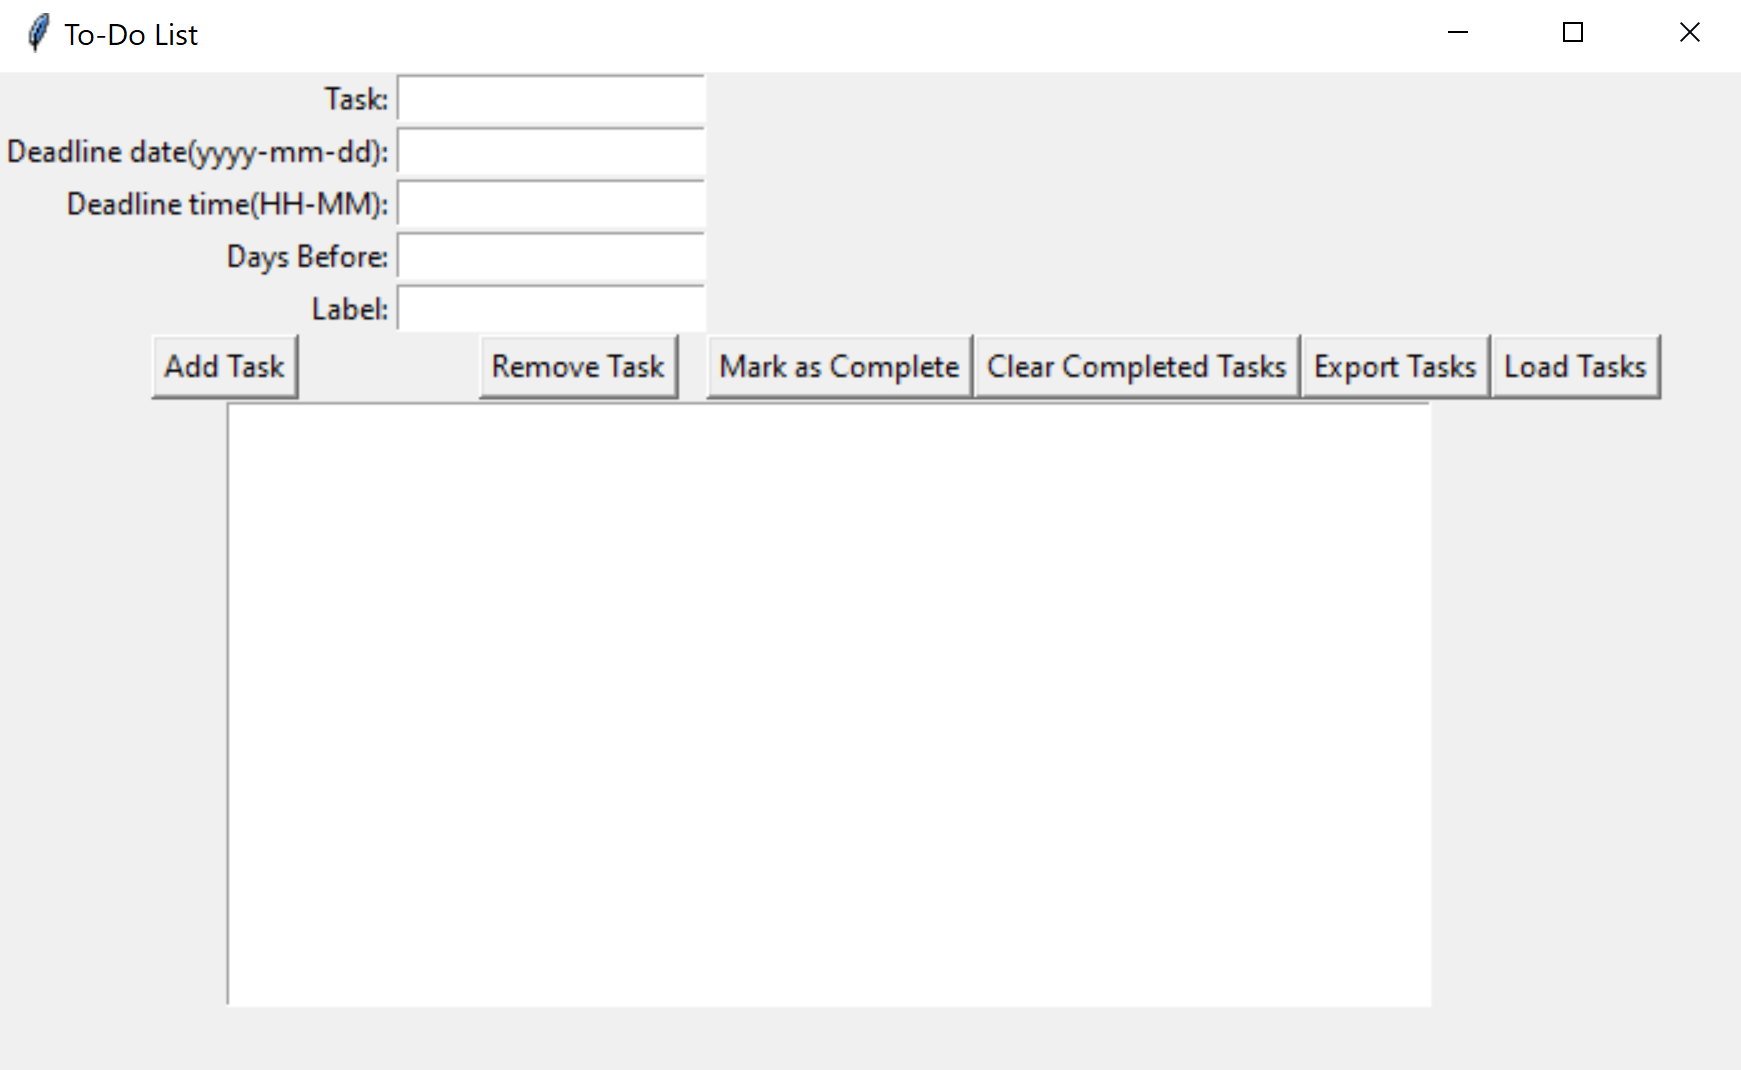 To-Do List
Task:
Deadline date(yyyy-mm-dd):
Deadline time(HH-MM):
Days Before:
Label:
Add Task Remove Task Mark as Complete Clear Completed Tasks Export Tasks Load Tasks